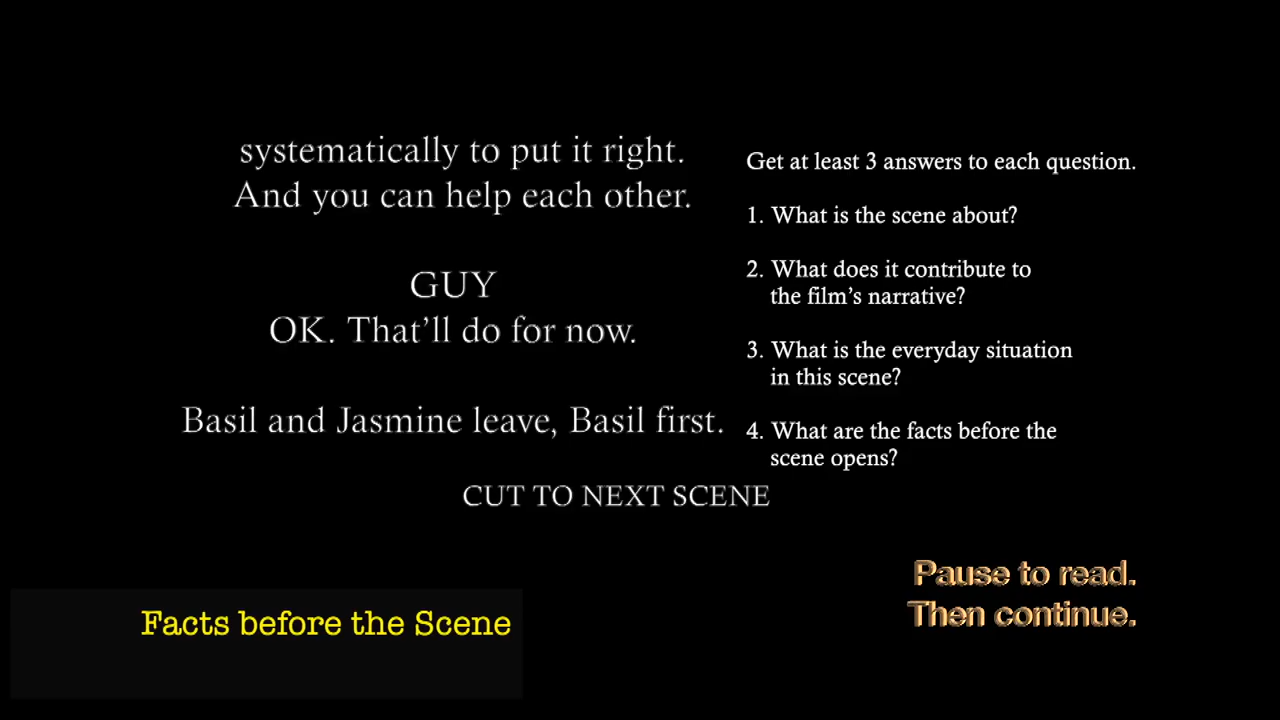 systematically to put it right.
And you can help each other.
GUY
OK. That'll do for now.
Basil and Jasmine leave, Basil first.
CUT TO NEXT SCENE
Get at least 3 answers to each question.
1. What is the scene about?
2. What does it contribute to
the film's narrative?
3. What is the everyday situation
in this scene?
4. What are the facts before the
scene opens?
Pause to read.
Then continue.
Facts before the Scene